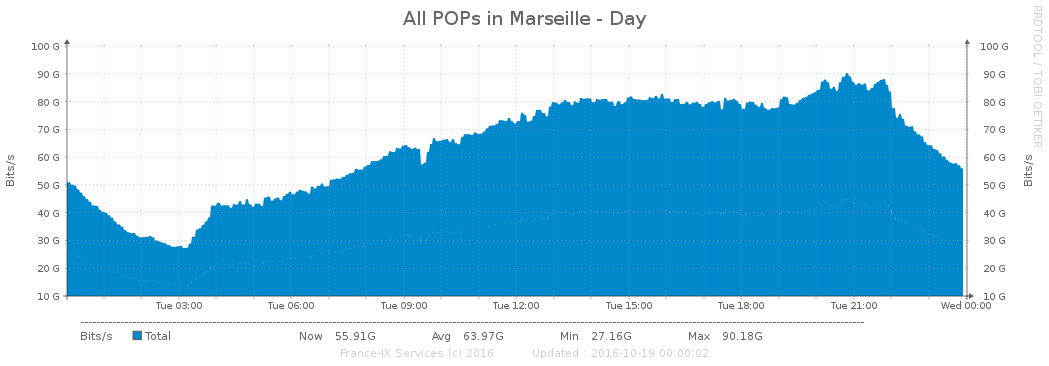 All POPs in Marseille - Day
RRDTOOL / TOBI OETIKER
100 G 100 G
90 G 90 G
80 G 80 G
70 G 70 G
60 G 60 G
50 G 50 G
40 G 40 G
30 G 30 G
20 G 20 G
10 G 10 G
Bits/s
Bits/s
Tue 03:00 Tue 06:00 Tue 09:00 Tue 12:00 Tue 15:00 Tue 18:00 Tue 21:00 Wed 00:00
Bits/s Total Now 55.91G Avg 63.97G Min 27.16G Max 90.18G
France-IX Services (c) 2016 Updated : 2016-10-19 00:00:02